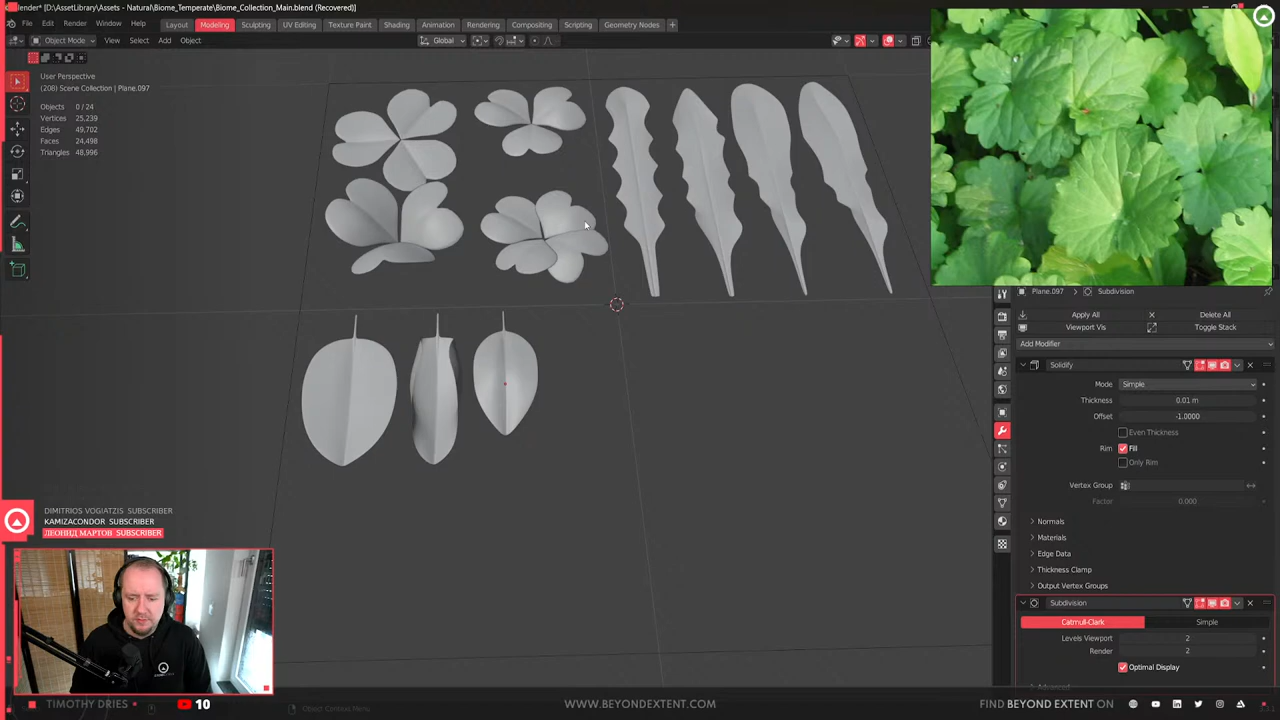 Blender* [D:\AssetLibrary\Assets - Natural\Biome_Temperate\Biome_Collection_Main.blend (Recovered)]
File Edit Render Window Help Layout Modeling Sculpting UV Editing Texture Paint Shading Animation Rendering Compositing Scripting Geometry Nodes +
Object Mode View Select Add Object Global
User Perspective
(208) Scene Collection | Plane.097
Objects 0 / 24
Vertices 25,239
Edges 49,702
Faces 24,498
Triangles 48,996
Plane.097 > Subdivision
Apply All Delete All
Viewport Vis Toggle Stack
Add Modifier
Solidify
Mode Simple
Thickness 0.01 m
Offset -1.0000
Even Thickness
Rim Fill
Only Rim
Vertex Group
Factor 0.000
Normals
Materials
Edge Data
Thickness Clamp
Output Vertex Groups
Subdivision
Catmull-Clark Simple
Levels Viewport 2
Render 2
Optimal Display
Advanced
DIMITRIOS VOGIATZIS SUBSCRIBER
KAMIZACONDOR SUBSCRIBER
ЛЕОНИД МАРТОВ SUBSCRIBER
TIMOTHY DRIES 10 WWW.BEYONDEXTENT.COM FIND BEYOND EXTENT ON